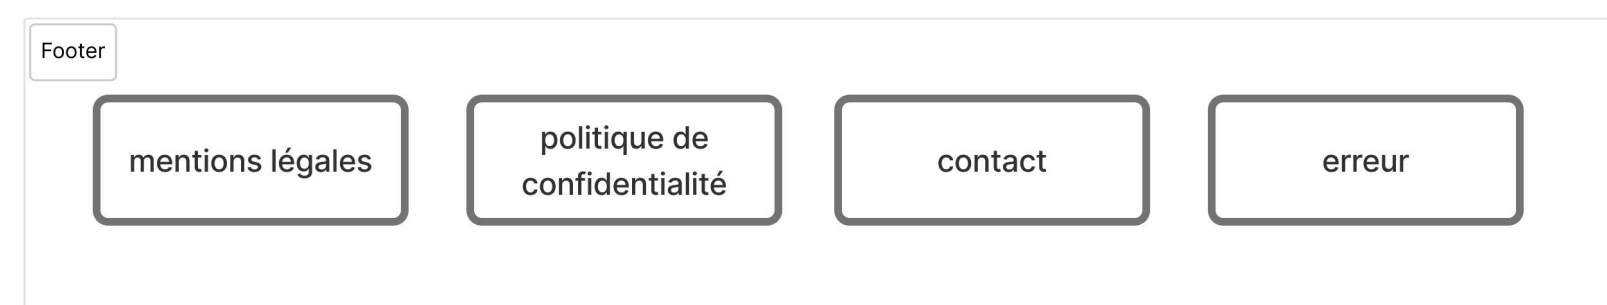 Footer
mentions légales
politique de
confidentialité
contact
erreur